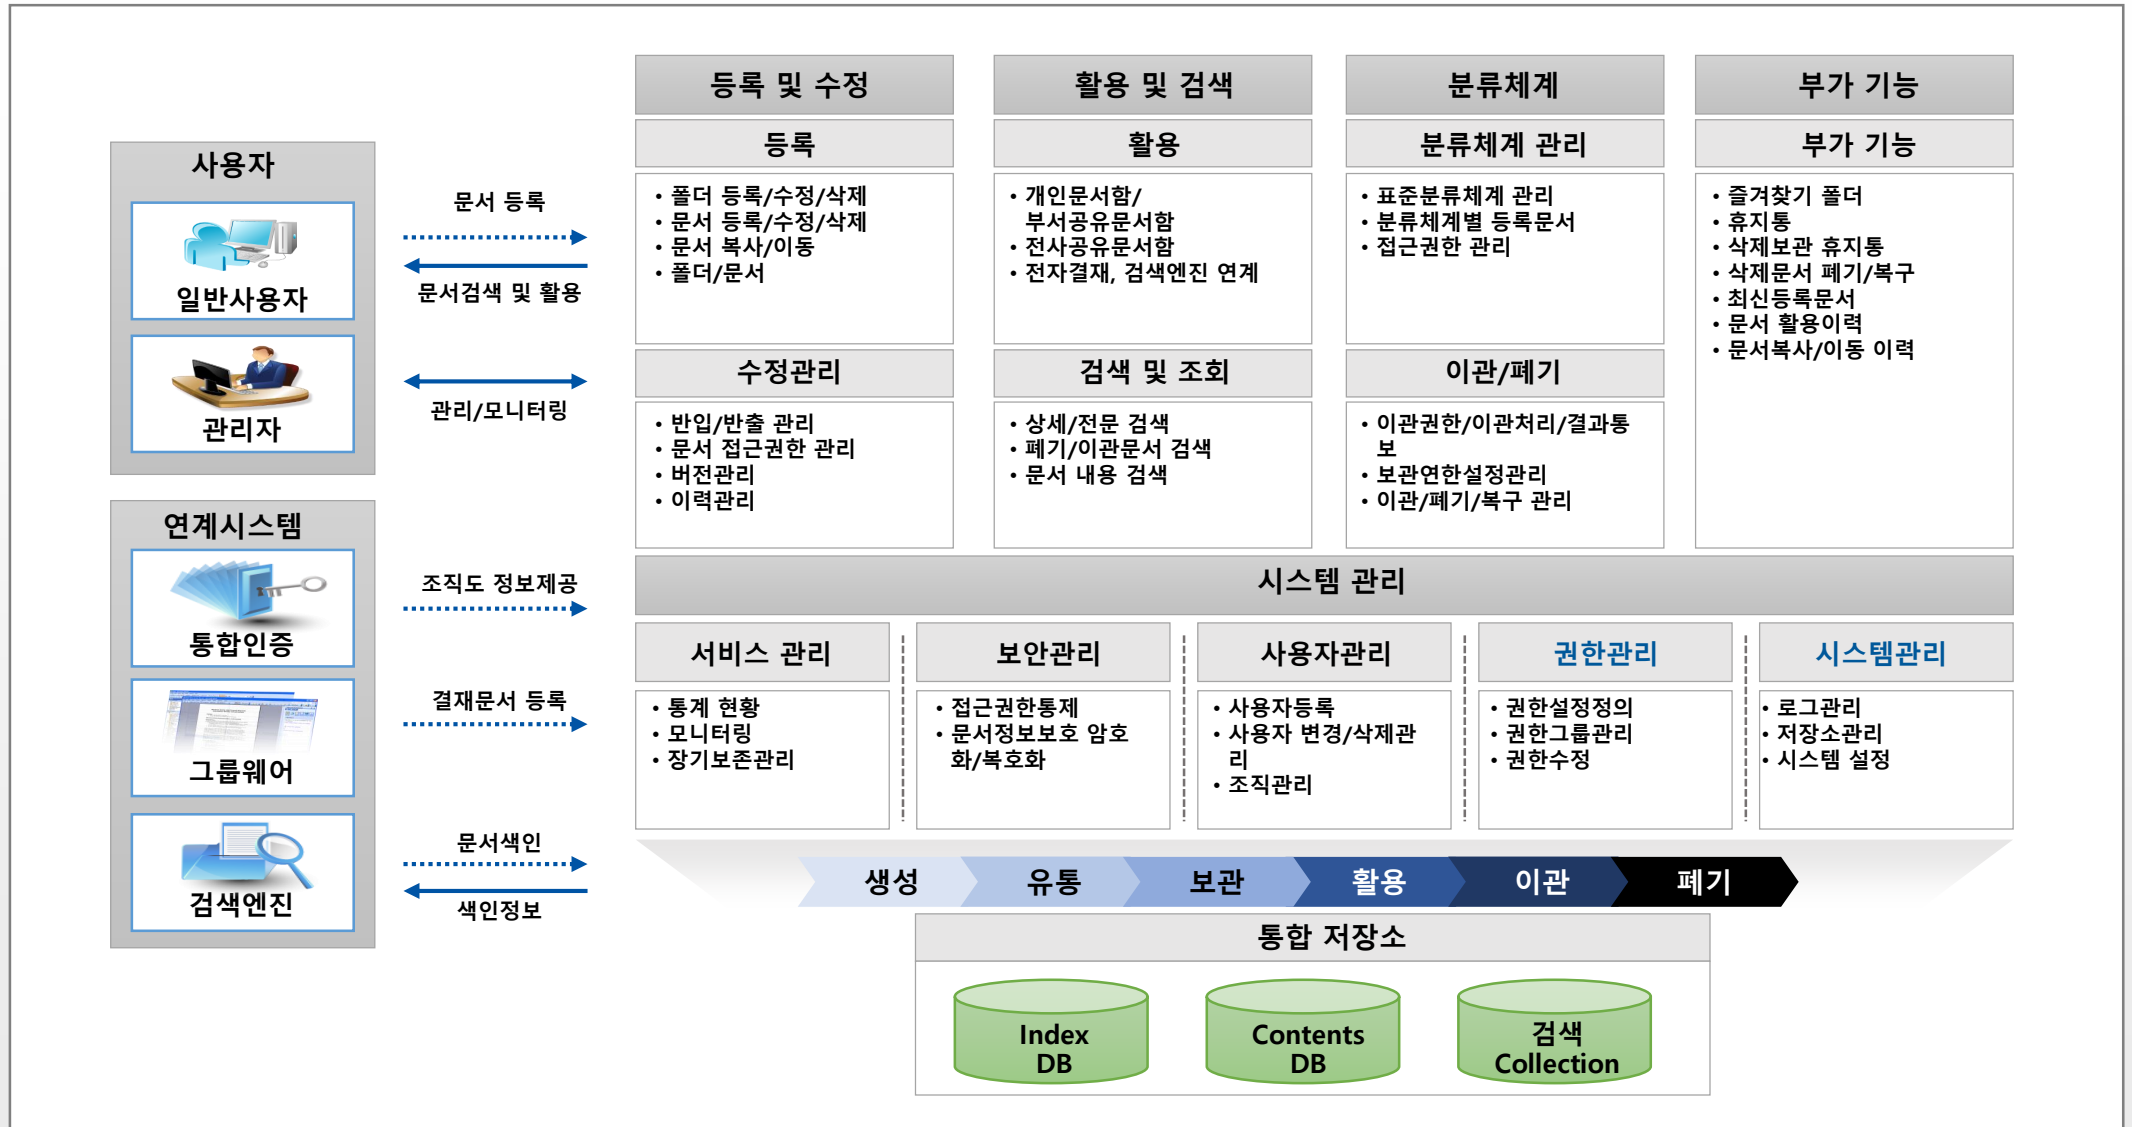 사용자
일반사용자
관리자
연계시스템
통합인증
그룹웨어
검색엔진
문서 등록
문서검색 및 활용
관리/모니터링
조직도 정보제공
결재문서 등록
문서색인
색인정보
등록 및 수정
등록
• 폴더 등록/수정/삭제
• 문서 등록/수정/삭제
• 문서 복사/이동
• 폴더/문서
수정관리
• 반입/반출 관리
• 문서 접근권한 관리
• 버전관리
• 이력관리
활용 및 검색
활용
• 개인문서함/
부서공유문서함
• 전사공유문서함
• 전자결재, 검색엔진 연계
검색 및 조회
• 상세/전문 검색
• 폐기/이관문서 검색
• 문서 내용 검색
분류체계
분류체계 관리
• 표준분류체계 관리
• 분류체계별 등록문서
• 접근권한 관리
이관/폐기
• 이관권한/이관처리/결과통
보
• 보관연한설정관리
• 이관/폐기/복구 관리
부가 기능
부가 기능
• 즐겨찾기 폴더
• 휴지통
• 삭제보관 휴지통
• 삭제문서 폐기/복구
• 최신등록문서
• 문서 활용이력
• 문서복사/이동 이력
시스템 관리
서비스 관리
• 통계 현황
• 모니터링
• 장기보존관리
보안관리
• 접근권한통제
• 문서정보보호 암호
화/복호화
사용자관리
• 사용자등록
• 사용자 변경/삭제관
리
• 조직관리
권한관리
• 권한설정정의
• 권한그룹관리
• 권한수정
시스템관리
• 로그관리
• 저장소관리
• 시스템 설정
생성
유통
보관
활용
이관
폐기
통합 저장소
Index
DB
Contents
DB
검색
Collection